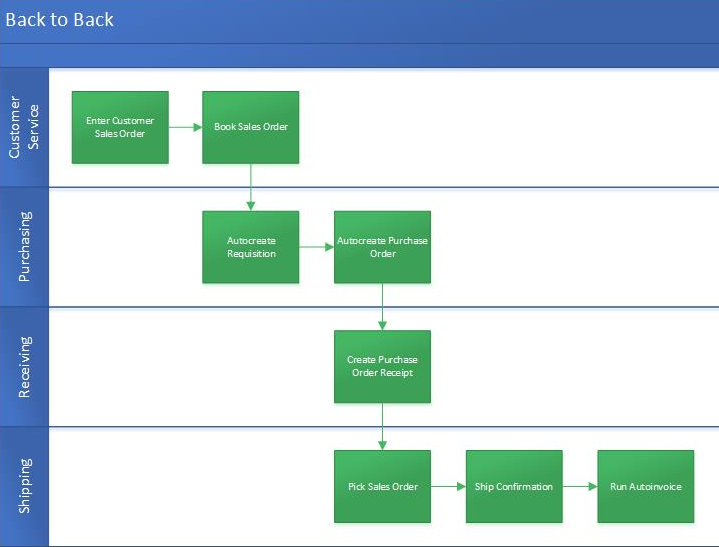 Back to Back
Customer
Service
Enter Customer
Sales Order
Book Sales Order
Purchasing
Autocreate
Requisition
Autocreate Purchase
Order
Receiving
Create Purchase
Order Receipt
Shipping
Pick Sales Order
Ship Confirmation
Run Autoinvoice